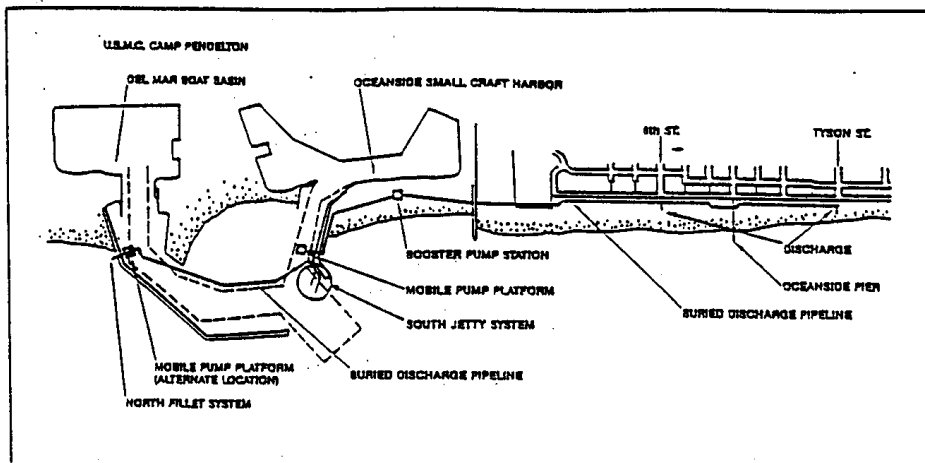 U.S.M.C. CAMP PENDELTON
DEL MAR BOAT BASIN
OCEANSIDE SMALL CRAFT HARBOR
6th ST.
TYSON ST.
BOOSTER PUMP STATION
MOBILE PUMP PLATFORM
SOUTH JETTY SYSTEM
DISCHARGE
OCEANSIDE PIER
BURIED DISCHARGE PIPELINE
MOBILE PUMP PLATFORM
(ALTERNATE LOCATION)
BURIED DISCHARGE PIPELINE
NORTH FILLET SYSTEM